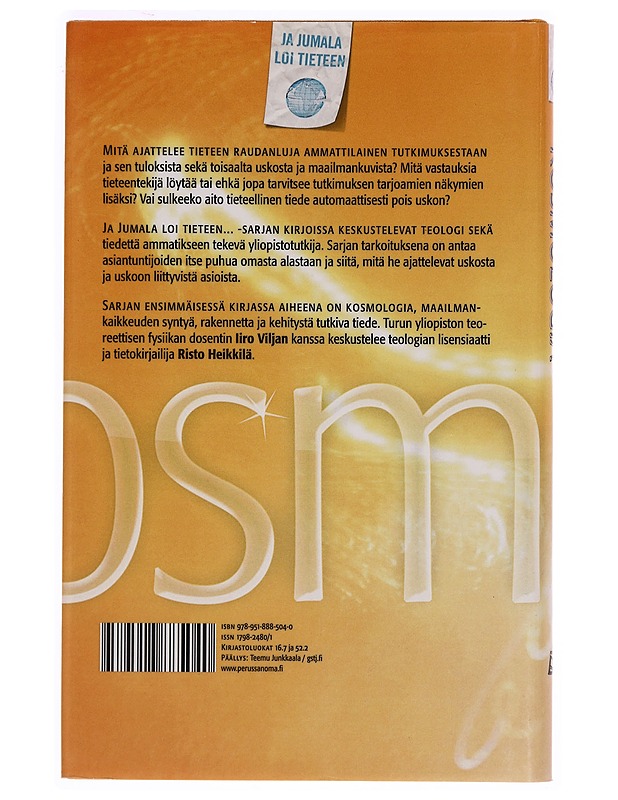 JA JUMALA
LOI TIETEEN
MITÄ AJATTELEE TIETEEN RAUDANLUJA AMMATTILAINEN TUTKIMUKSESTAAN
ja sen tuloksista sekä toisaalta uskosta ja maailmankuvista? Mitä vastauksia
tieteentekijä löytää tai ehkä jopa tarvitsee tutkimuksen tarjoamien näkymien
lisäksi? Vai sulkeeko aito tieteellinen tiede automaattisesti pois uskon?
JA JUMALA LOI TIETEEN... -SARJAN KIRJOISSA KESKUSTELEVAT TEOLOGI SEKÄ
tiedettä ammatikseen tekevä yliopistotutkija. Sarjan tarkoituksena on antaa
asiantuntijoiden itse puhua omasta alastaan ja siitä, mitä he ajattelevat uskosta
ja uskoon liittyvistä asioista.
SARJAN ENSIMMÄISESSÄ KIRJASSA AIHEENA ON KOSMOLOGIA, MAAILMAN-
kaikkeuden syntyä, rakennetta ja kehitystä tutkiva tiede. Turun yliopiston teo-
reettisen fysiikan dosentin Iiro Viljan kanssa keskustelee teologian lisensiaatti
ja tietokirjailija Risto Heikkilä.
osm
ISBN 978-951-888-504-0
ISSN 1798-2480/1
KIRJASTOLUOKAT 16.7 ja 52.2
PÄÄLLYS: Teemu Junkkaala / gstj.fi
www.perussanoma.fi